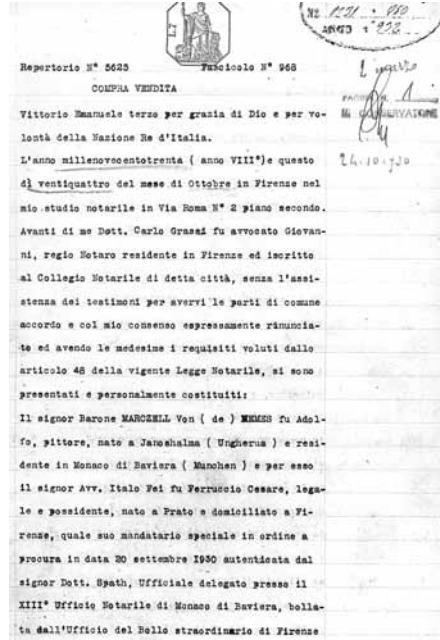 Repertorio N° 5625 Fascicolo N° 968
COMPRA VENDITA
Vittorio Emanuele terzo per grazia di Dio e per vo-
lontà della Nazione Re d'Italia.
L'anno millenovecentotrenta ( anno VIII°)e questo
dì ventiquattro del mese di Ottobre in Firenze nel
mio studio notarile in Via Roma N° 2 piano secondo.
Avanti di me Dott. Carlo Grassi fu avvocato Giovan-
ni, regio Notaro residente in Firenze ed iscritto
al Collegio Notarile di detta città, senza l'assi-
stenza dei testimoni per avervi le parti di comune
accordo e col mio consenso espressamente rinuncia-
to ed avendo le medesime i requisiti voluti dallo
articolo 48 della vigente Legge Notarile, si sono
presentati e personalmente costituiti:
Il signor Barone MARCZELL Von ( de ) NEMES fu Adol-
fo, pittore, nato a Janoshalma ( Ungheria ) e resi-
dente in Monaco di Baviera ( Munchen ) e per esso
il signor Avv. Italo Fei fu Ferruccio Cesare, lega-
le e possidente, nato a Prato e domiciliato a Fi-
renze, quale suo mandatario speciale in ordine a
procura in data 20 settembre 1930 autenticata dal
signor Dott. Spath, Ufficiale delegato presso il
XIII° Ufficio Notarile di Monaco di Baviera, bolla-
ta dall'Ufficio del Bollo straordinario di Firenze
24.10.930